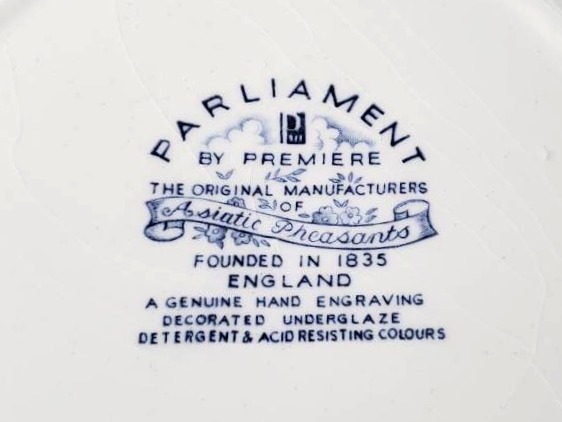 PARLIAMENT
BY PREMIERE
THE ORIGINAL MANUFACTURERS
OF
Asiatic Pheasants
FOUNDED IN 1835
ENGLAND
A GENUINE HAND ENGRAVING
DECORATED UNDERGLAZE
DETERGENT & ACID RESISTING COLOURS